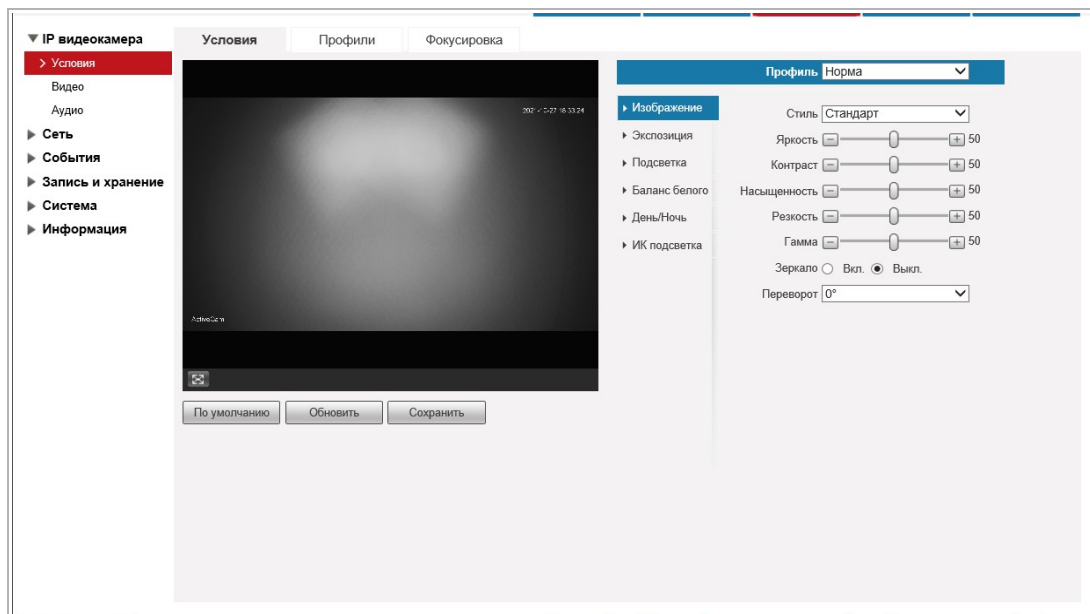 IP видеокамера
Условия
Видео
Аудио
Сеть
События
Запись и хранение
Система
Информация
Условия Профили Фокусировка
ActiveCam
По умолчанию Обновить Сохранить
Профиль Норма
Изображение
Экспозиция
Подсветка
Баланс белого
День/Ночь
ИК подсветка
Стиль Стандарт
Яркость 50
Контраст 50
Насыщенность 50
Резкость 50
Гамма 50
Зеркало Вкл. Выкл.
Переворот 0°